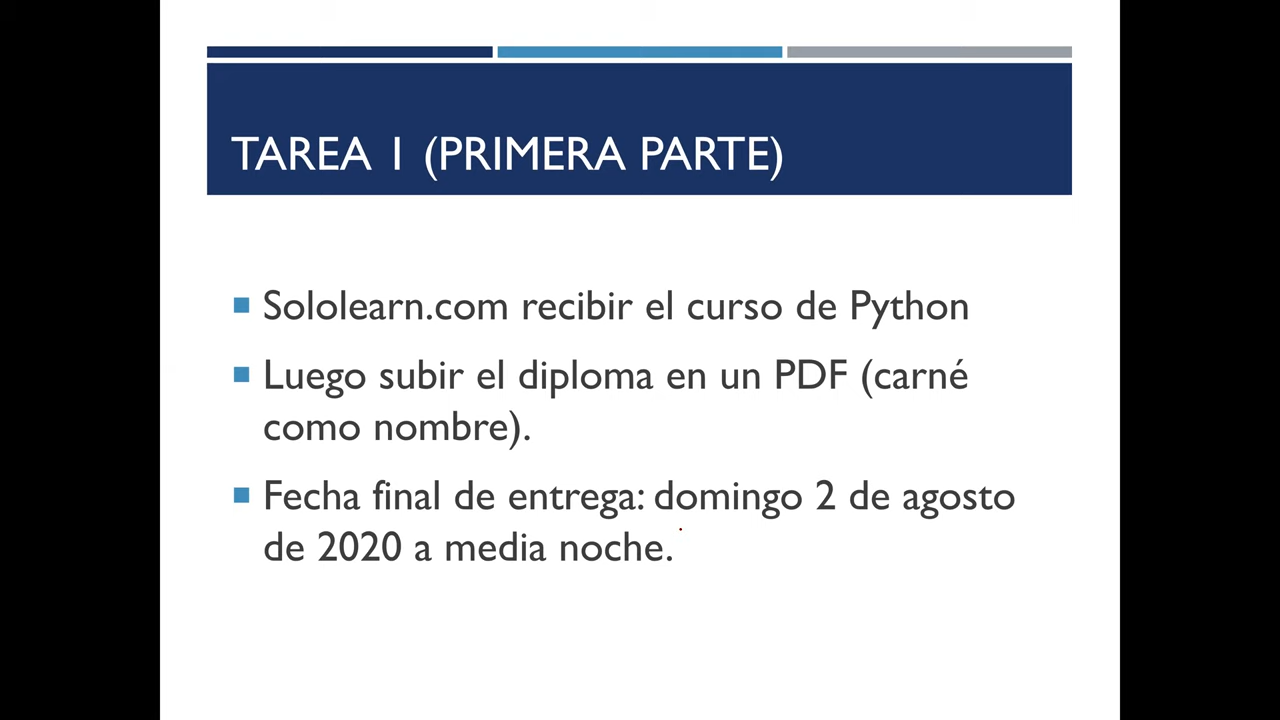 TAREA 1 (PRIMERA PARTE)
Sololearn.com recibir el curso de Python
Luego subir el diploma en un PDF (carné
como nombre).
Fecha final de entrega: domingo 2 de agosto
de 2020 a media noche.